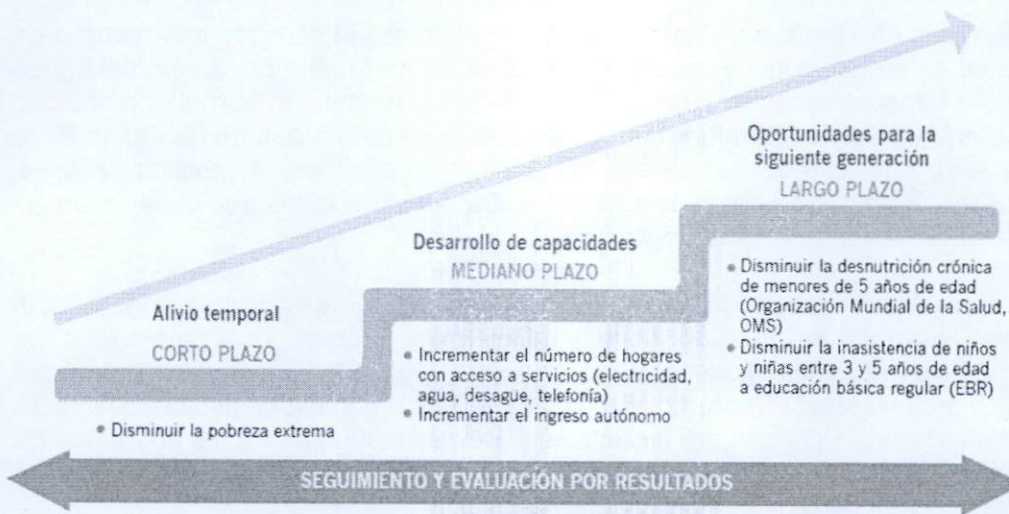 Alivio temporal
CORTO PLAZO
• Disminuir la pobreza extrema
Desarrollo de capacidades
MEDIANO PLAZO
• Incrementar el número de hogares
con acceso a servicios (electricidad,
agua, desague, telefonía)
• Incrementar el ingreso autónomo
Oportunidades para la
siguiente generación
LARGO PLAZO
• Disminuir la desnutrición crónica
de menores de 5 años de edad
(Organización Mundial de la Salud,
OMS)
• Disminuir la inasistencia de niños
y niñas entre 3 y 5 años de edad
a educación básica regular (EBR)
SEGUIMIENTO Y EVALUACIÓN POR RESULTADOS